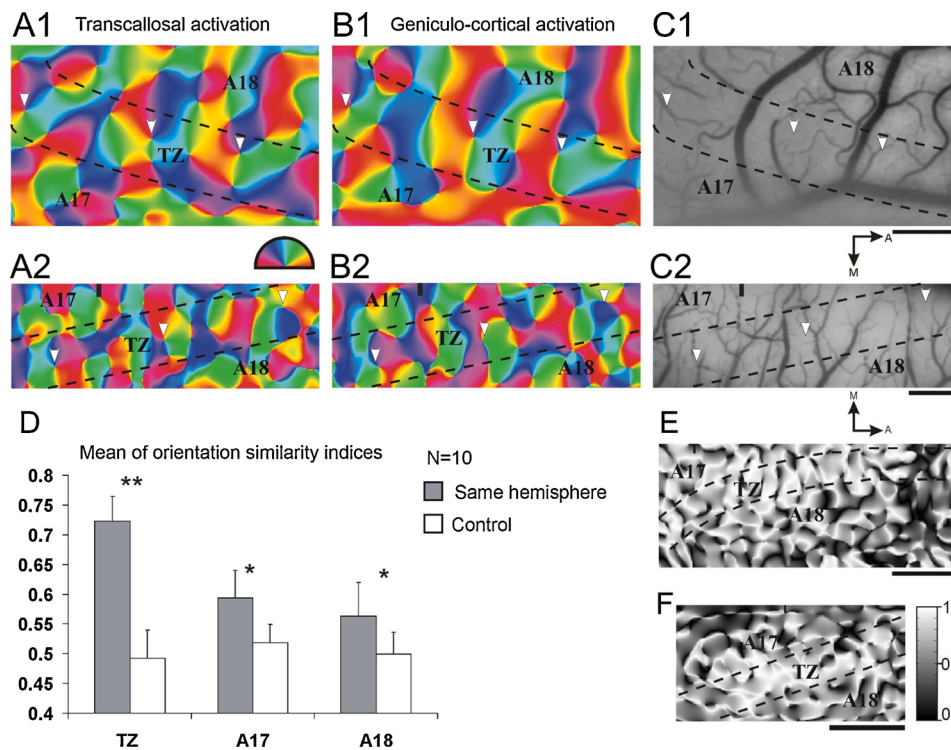 A1 Transcallosal activation
B1 Geniculo-cortical activation
C1
A18
TZ
A17
A18
TZ
A17
A18
A17
A
M
A2
B2
C2
A17
TZ
A18
A17
TZ
A18
A17
A18
M
A
D
Mean of orientation similarity indices
N=10
Same hemisphere
Control
0.8
0.75
0.7
0.65
0.6
0.55
0.5
0.45
0.4
**
*
*
TZ A17 A18
E
A17
TZ
A18
F
A17
TZ
A18
1
0
0